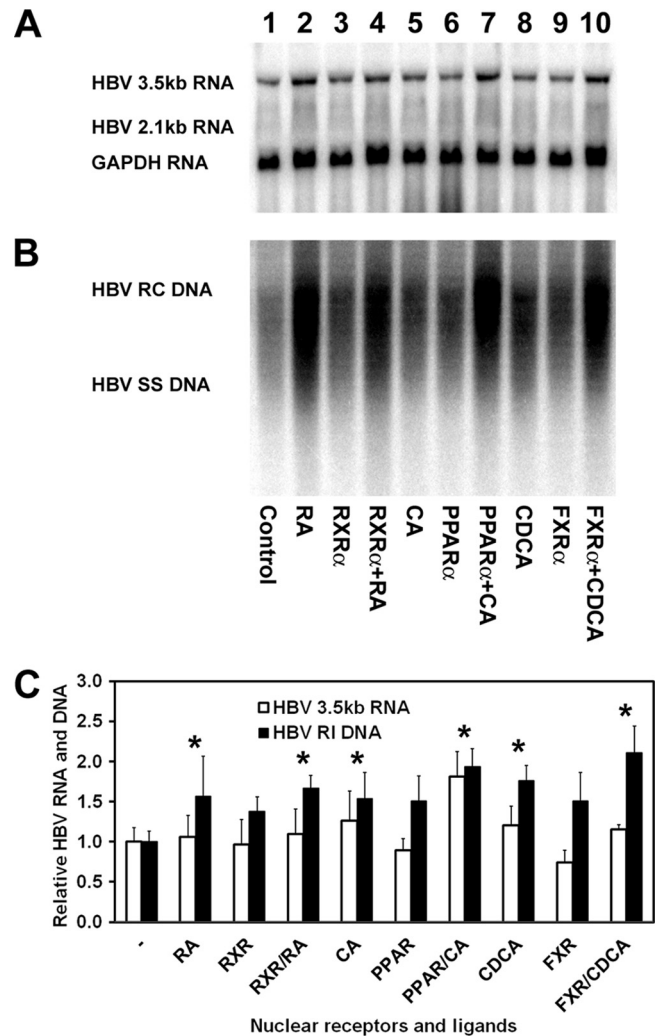 A
1 2 3 4 5 6 7 8 9 10
HBV 3.5kb RNA
HBV 2.1kb RNA
GAPDH RNA
B
HBV RC DNA
HBV SS DNA
Control
RA
RXRα
RXRα+RA
CA
PPARα
PPARα+CA
CDCA
FXRα
FXRα+CDCA
C
Relative HBV RNA and DNA
3.0
2.5
2.0
1.5
1.0
0.5
0.0
HBV 3.5kb RNA
HBV RI DNA
* * * * * *
-
RA
RXR
RXR/RA
CA
PPAR
PPAR/CA
CDCA
FXR
FXR/CDCA
Nuclear receptors and ligands